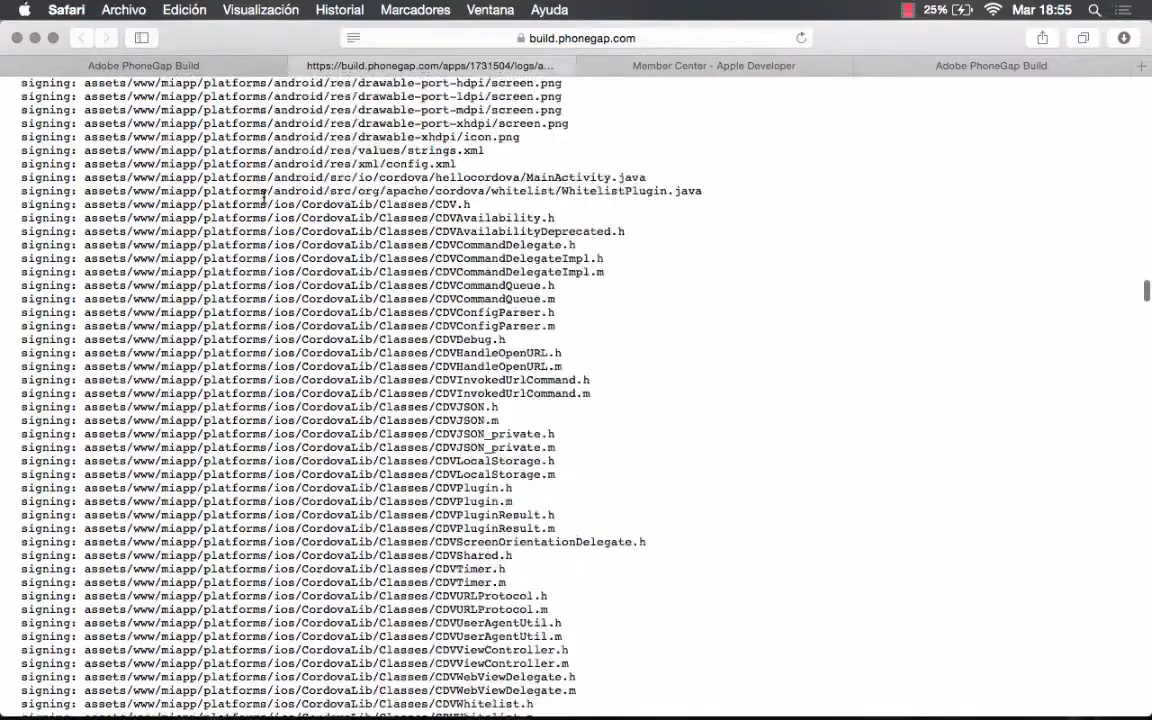 Safari Archivo Edición Visualización Historial Marcadores Ventana Ayuda 25% Mar 18:55
build.phonegap.com
Adobe PhoneGap Build https://build.phonegap.com/apps/1731504/logs/a... Member Center - Apple Developer Adobe PhoneGap Build
signing: assets/www/miapp/platforms/android/res/drawable-port-hdpi/screen.png
signing: assets/www/miapp/platforms/android/res/drawable-port-ldpi/screen.png
signing: assets/www/miapp/platforms/android/res/drawable-port-mdpi/screen.png
signing: assets/www/miapp/platforms/android/res/drawable-port-xhdpi/screen.png
signing: assets/www/miapp/platforms/android/res/drawable-xhdpi/icon.png
signing: assets/www/miapp/platforms/android/res/values/strings.xml
signing: assets/www/miapp/platforms/android/res/xml/config.xml
signing: assets/www/miapp/platforms/android/src/io/cordova/hellocordova/MainActivity.java
signing: assets/www/miapp/platforms/android/src/org/apache/cordova/whitelist/WhitelistPlugin.java
signing: assets/www/miapp/platforms/ios/CordovaLib/Classes/CDV.h
signing: assets/www/miapp/platforms/ios/CordovaLib/Classes/CDVAvailability.h
signing: assets/www/miapp/platforms/ios/CordovaLib/Classes/CDVAvailabilityDeprecated.h
signing: assets/www/miapp/platforms/ios/CordovaLib/Classes/CDVCommandDelegate.h
signing: assets/www/miapp/platforms/ios/CordovaLib/Classes/CDVCommandDelegateImpl.h
signing: assets/www/miapp/platforms/ios/CordovaLib/Classes/CDVCommandDelegateImpl.m
signing: assets/www/miapp/platforms/ios/CordovaLib/Classes/CDVCommandQueue.h
signing: assets/www/miapp/platforms/ios/CordovaLib/Classes/CDVCommandQueue.m
signing: assets/www/miapp/platforms/ios/CordovaLib/Classes/CDVConfigParser.h
signing: assets/www/miapp/platforms/ios/CordovaLib/Classes/CDVConfigParser.m
signing: assets/www/miapp/platforms/ios/CordovaLib/Classes/CDVDebug.h
signing: assets/www/miapp/platforms/ios/CordovaLib/Classes/CDVHandleOpenURL.h
signing: assets/www/miapp/platforms/ios/CordovaLib/Classes/CDVHandleOpenURL.m
signing: assets/www/miapp/platforms/ios/CordovaLib/Classes/CDVInvokedUrlCommand.h
signing: assets/www/miapp/platforms/ios/CordovaLib/Classes/CDVInvokedUrlCommand.m
signing: assets/www/miapp/platforms/ios/CordovaLib/Classes/CDVJSON.h
signing: assets/www/miapp/platforms/ios/CordovaLib/Classes/CDVJSON.m
signing: assets/www/miapp/platforms/ios/CordovaLib/Classes/CDVJSON_private.h
signing: assets/www/miapp/platforms/ios/CordovaLib/Classes/CDVJSON_private.m
signing: assets/www/miapp/platforms/ios/CordovaLib/Classes/CDVLocalStorage.h
signing: assets/www/miapp/platforms/ios/CordovaLib/Classes/CDVLocalStorage.m
signing: assets/www/miapp/platforms/ios/CordovaLib/Classes/CDVPlugin.h
signing: assets/www/miapp/platforms/ios/CordovaLib/Classes/CDVPlugin.m
signing: assets/www/miapp/platforms/ios/CordovaLib/Classes/CDVPluginResult.h
signing: assets/www/miapp/platforms/ios/CordovaLib/Classes/CDVPluginResult.m
signing: assets/www/miapp/platforms/ios/CordovaLib/Classes/CDVScreenOrientationDelegate.h
signing: assets/www/miapp/platforms/ios/CordovaLib/Classes/CDVShared.h
signing: assets/www/miapp/platforms/ios/CordovaLib/Classes/CDVTimer.h
signing: assets/www/miapp/platforms/ios/CordovaLib/Classes/CDVTimer.m
signing: assets/www/miapp/platforms/ios/CordovaLib/Classes/CDVURLProtocol.h
signing: assets/www/miapp/platforms/ios/CordovaLib/Classes/CDVURLProtocol.m
signing: assets/www/miapp/platforms/ios/CordovaLib/Classes/CDVUserAgentUtil.h
signing: assets/www/miapp/platforms/ios/CordovaLib/Classes/CDVUserAgentUtil.m
signing: assets/www/miapp/platforms/ios/CordovaLib/Classes/CDVViewController.h
signing: assets/www/miapp/platforms/ios/CordovaLib/Classes/CDVViewController.m
signing: assets/www/miapp/platforms/ios/CordovaLib/Classes/CDVWebViewDelegate.h
signing: assets/www/miapp/platforms/ios/CordovaLib/Classes/CDVWebViewDelegate.m
signing: assets/www/miapp/platforms/ios/CordovaLib/Classes/CDVWhitelist.h